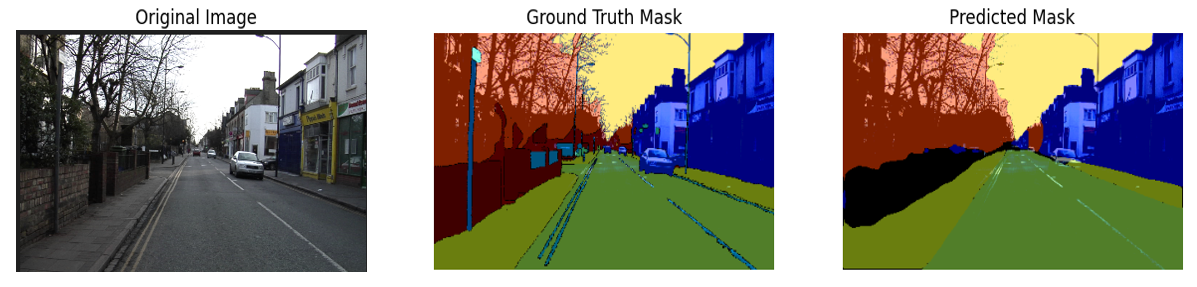 Original Image
Ground Truth Mask
Predicted Mask